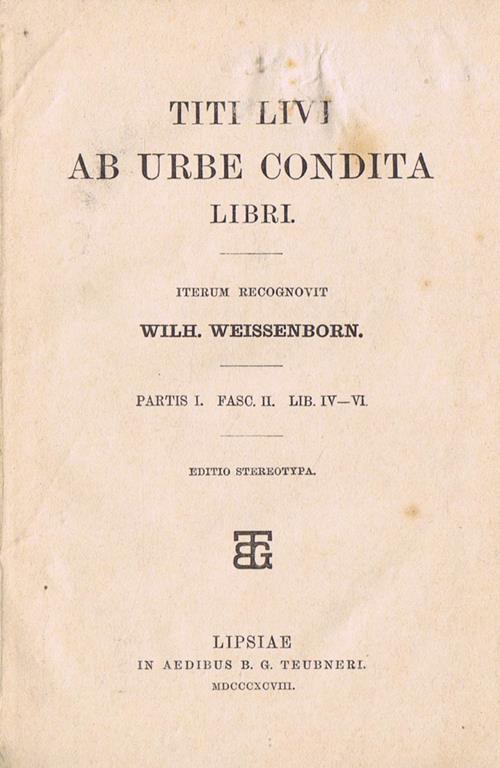 TITI LIVI
AB URBE CONDITA
LIBRI.
ITERUM RECOGNOVIT
WILH. WEISSENBORN.
PARTIS I. FASC. II. LIB. IV—VI.
EDITIO STEREOTYPA.
BTG
LIPSIAE
IN AEDIBUS B. G. TEUBNERI.
MDCCCXCVIII.